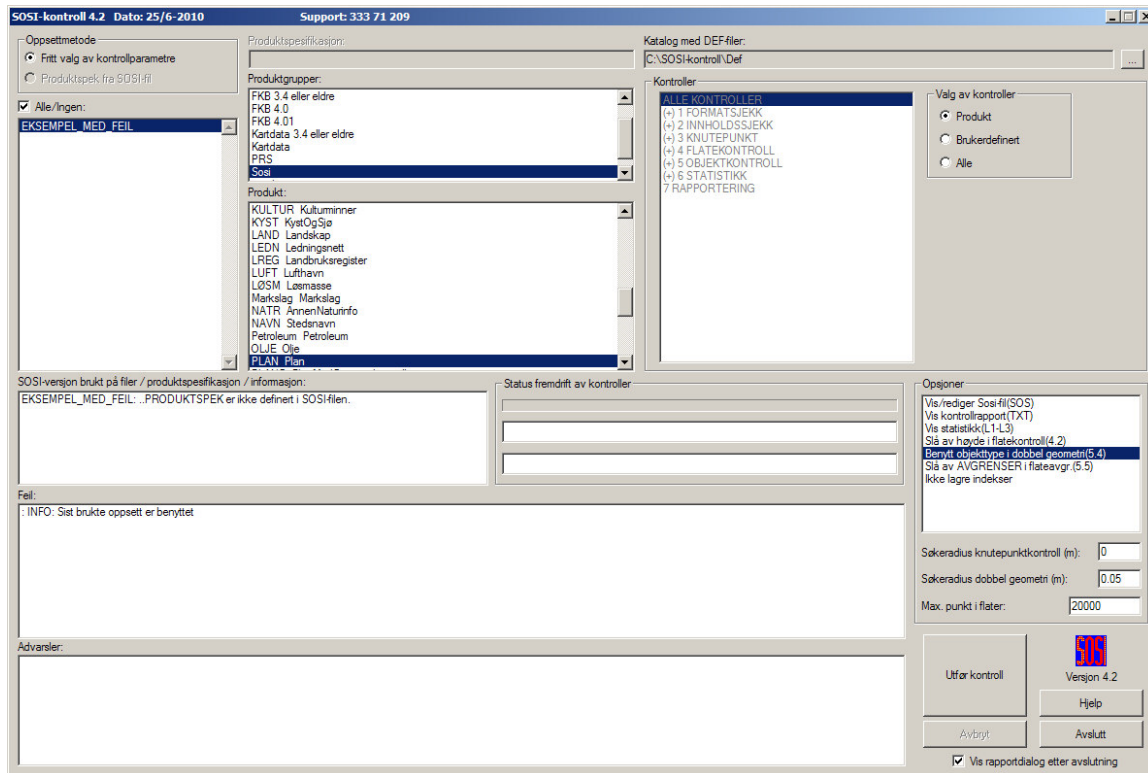 SOSI-kontroll 4.2 Dato: 25/6-2010 Support: 333 71 209
Oppsettmetode
Fritt valg av kontrollparametre
Produktspek fra SOSI-fil
Alle/Ingen:
EKSEMPEL_MED_FEIL
Produktspesifikasjon:
Produktgrupper:
FKB 3.4 eller eldre
FKB 4.0
FKB 4.01
Kartdata 3.4 eller eldre
Kartdata
PRS
Sosi
Produkt:
KULTUR Kulturminner
KYST KystOgSjø
LAND Landskap
LEDN Ledningsnett
LREG Landbruksregister
LUFT Lufthavn
LØSM Løsmasse
Markslag Markslag
NATR AnnenNaturinfo
NAVN Stedsnavn
Petroleum Petroleum
OLJE Olje
PLAN Plan
Katalog med DEF-filer:
C:\SOSI-kontroll\Def
...
Kontroller
ALLE KONTROLLER
(+) 1 FORMATSJEKK
(+) 2 INNHOLDSSJEKK
(+) 3 KNUTEPUNKT
(+) 4 FLATEKONTROLL
(+) 5 OBJEKTKONTROLL
(+) 6 STATISTIKK
7 RAPPORTERING
Valg av kontroller
Produkt
Brukerdefinert
Alle
SOSI-versjon brukt på filer / produktspesifikasjon / informasjon:
EKSEMPEL_MED_FEIL: ..PRODUKTSPEK er ikke definert i SOSI-filen.
Status fremdrift av kontroller
Opsjoner
Vis/rediger Sosi-fil(SOS)
Vis kontrollrapport(TXT)
Vis statistikk(L1-L3)
Slå av høyde i flatekontroll(4.2)
Benytt objekttype i dobbel geometri(5.4)
Slå av AVGRENSER i flateavgr.(5.5)
Ikke lagre indekser
Søkeradius knutepunktkontroll (m): 0
Søkeradius dobbel geometri (m): 0.05
Max. punkt i flater: 20000
Feil:
: INFO: Sist brukte oppsett er benyttet
Advarsler:
Utfør kontroll
SOSI
Versjon 4.2
Hjelp
Avbryt
Avslutt
Vis rapportdialog etter avslutning